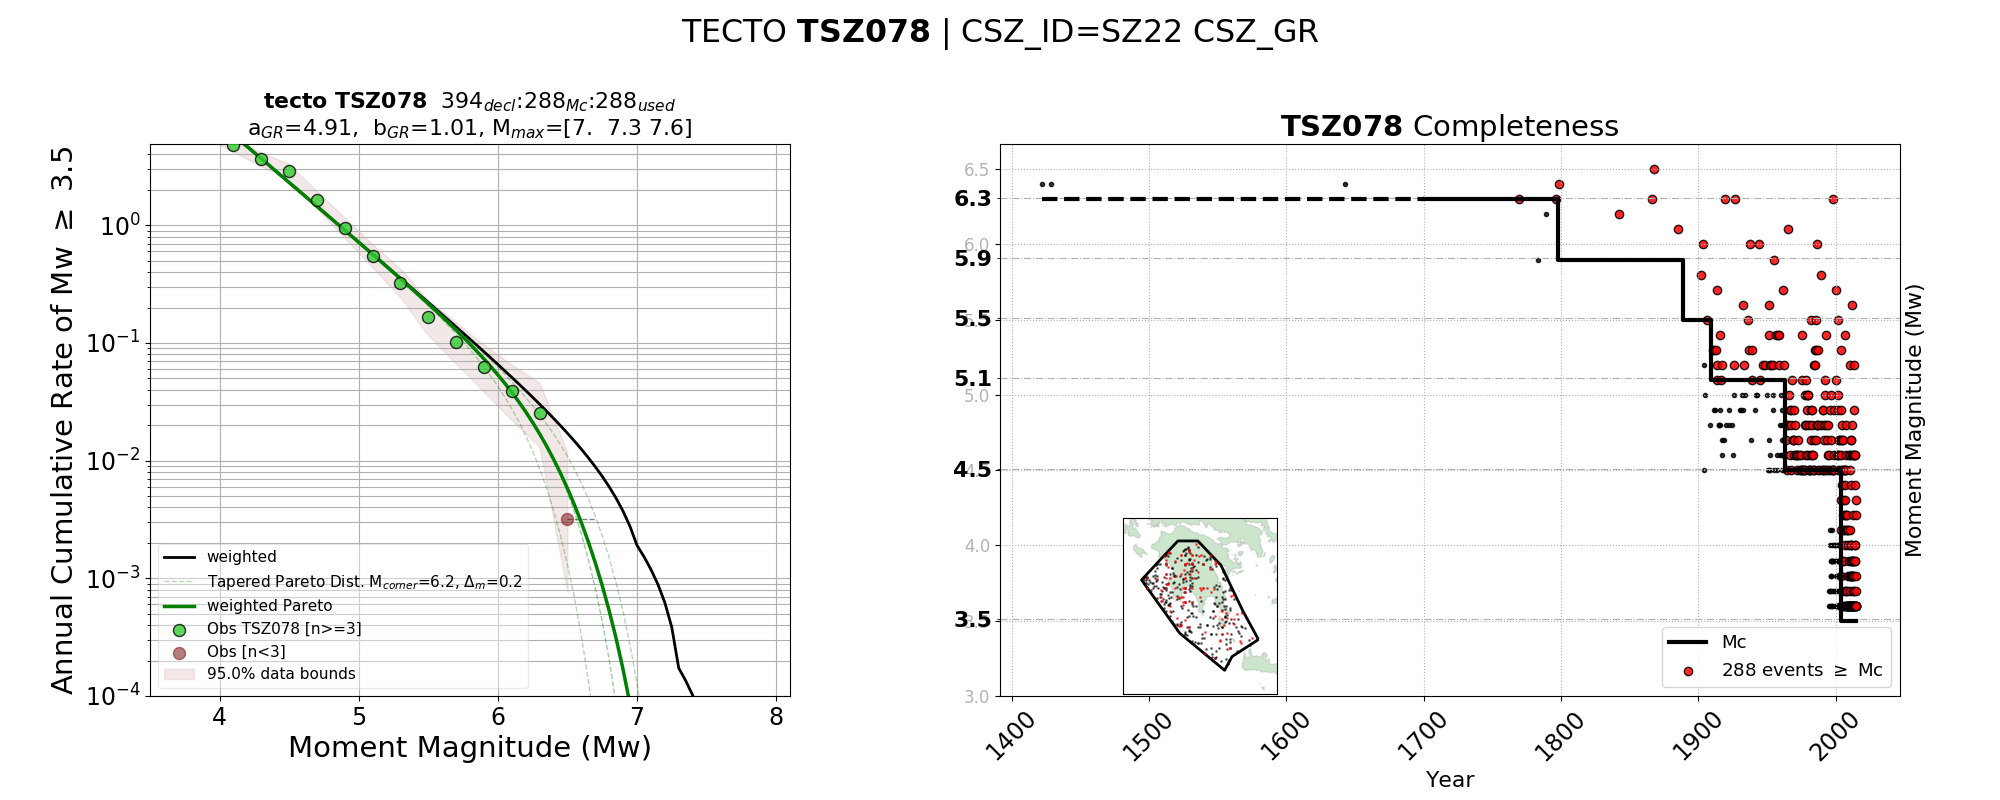 TECTO TSZ078 | CSZ_ID=SZ22 CSZ_GR
tecto TSZ078 394decl:288Mc:288used
aGR=4.91, bGR=1.01, Mmax=[7. 7.3 7.6]
Annual Cumulative Rate of Mw ≥ 3.5
10^0
10^-1
10^-2
10^-3
10^-4
weighted
Tapered Pareto Dist. Mcorner=6.2, Δm=0.2
weighted Pareto
Obs TSZ078 [n>=3]
Obs [n<3]
95.0% data bounds
4 5 6 7 8
Moment Magnitude (Mw)
TSZ078 Completeness
6.5
6.3
6.0
5.9
5.5
5.1
5.0
4.5
4.0
3.5
3.0
Moment Magnitude (Mw)
Mc
288 events ≥ Mc
1400 1500 1600 1700 1800 1900 2000
Year